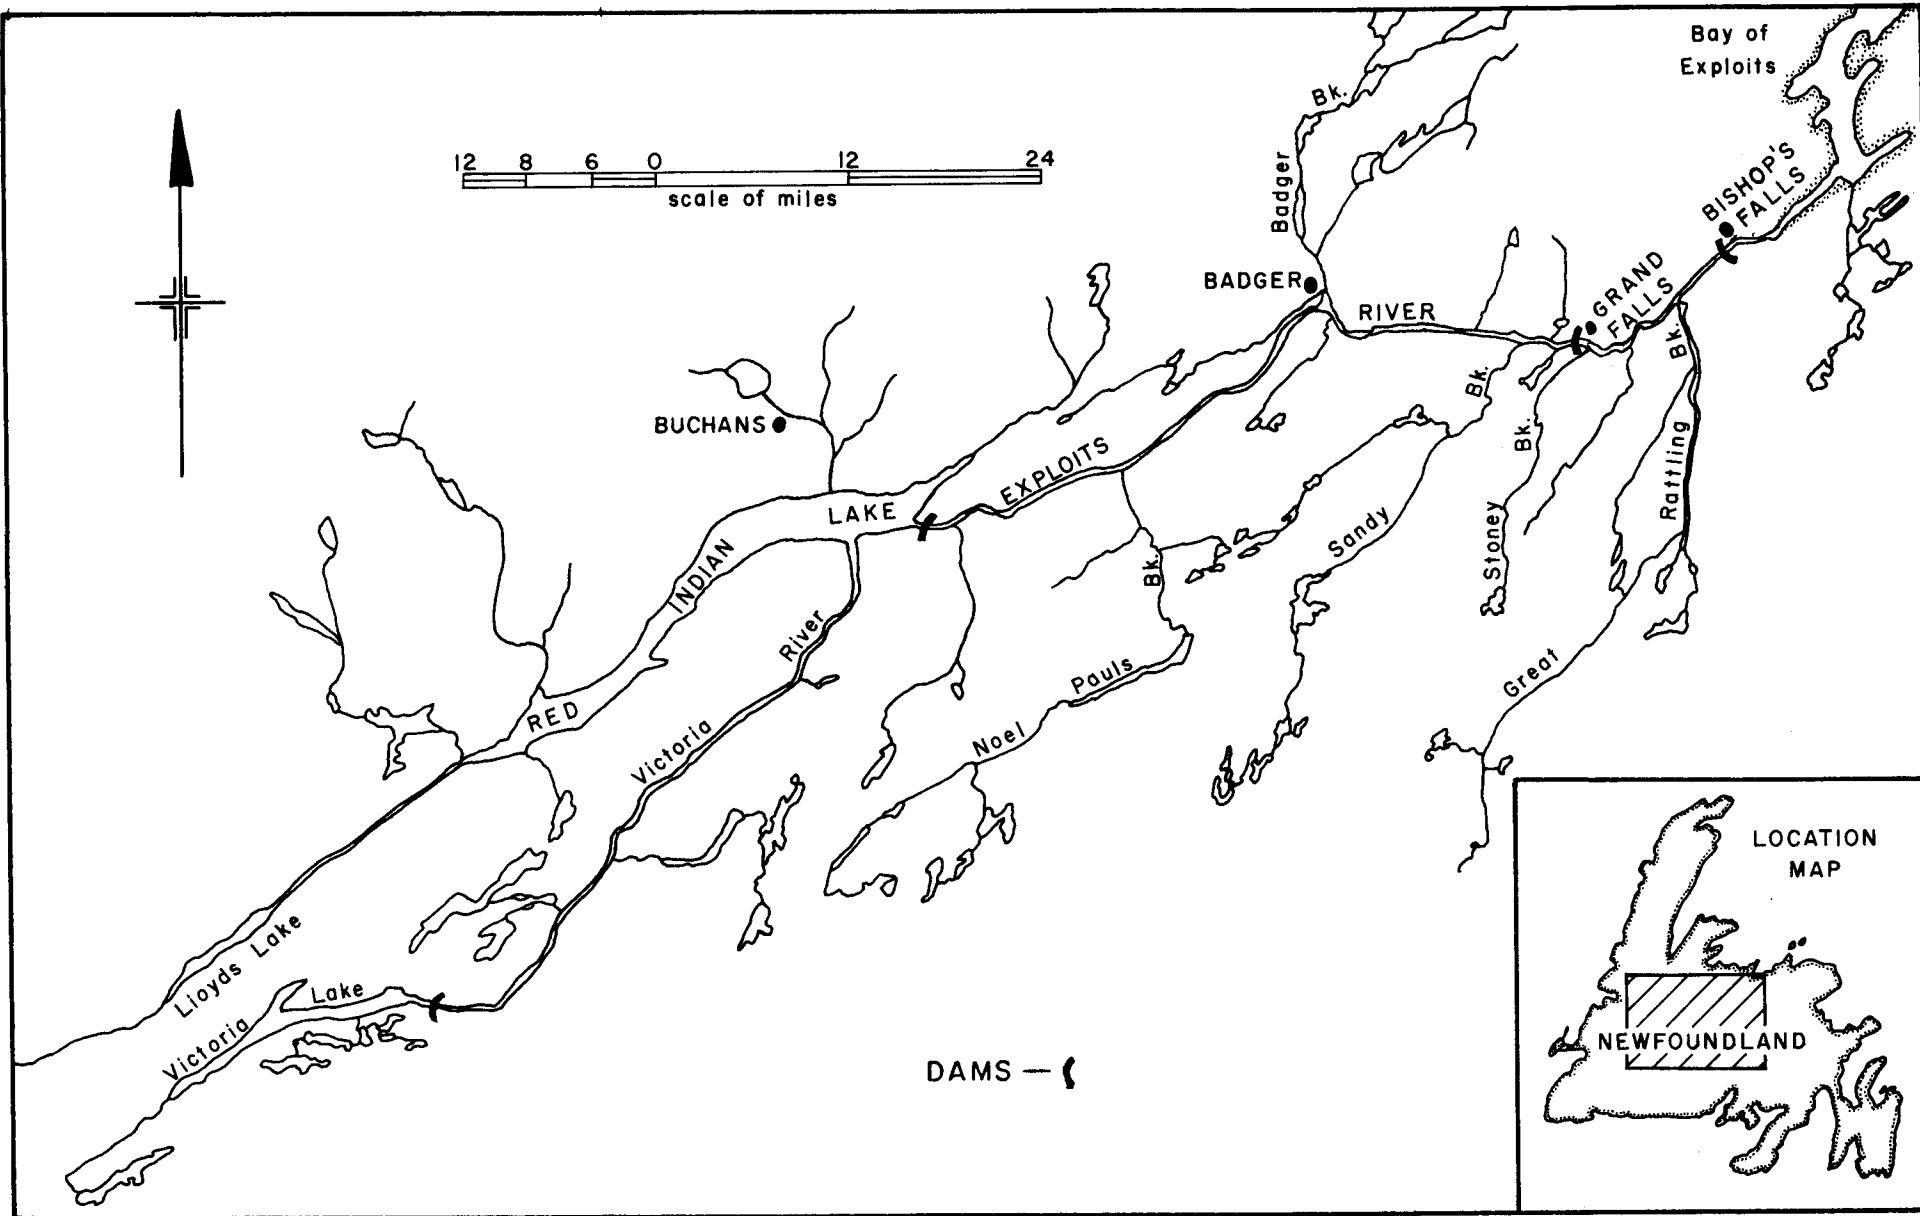 Bay of
Exploits
12 8 6 0 12 24
scale of miles
Badger Bk.
BISHOP'S
FALLS
BADGER
GRAND
FALLS
RIVER
BUCHANS
EXPLOITS
RED INDIAN LAKE
Sandy Bk.
Stoney Bk.
Great Rattling Bk.
Noel Pauls Bk.
Victoria River
Lloyds Lake
Victoria Lake
DAMS
LOCATION
MAP
NEWFOUNDLAND